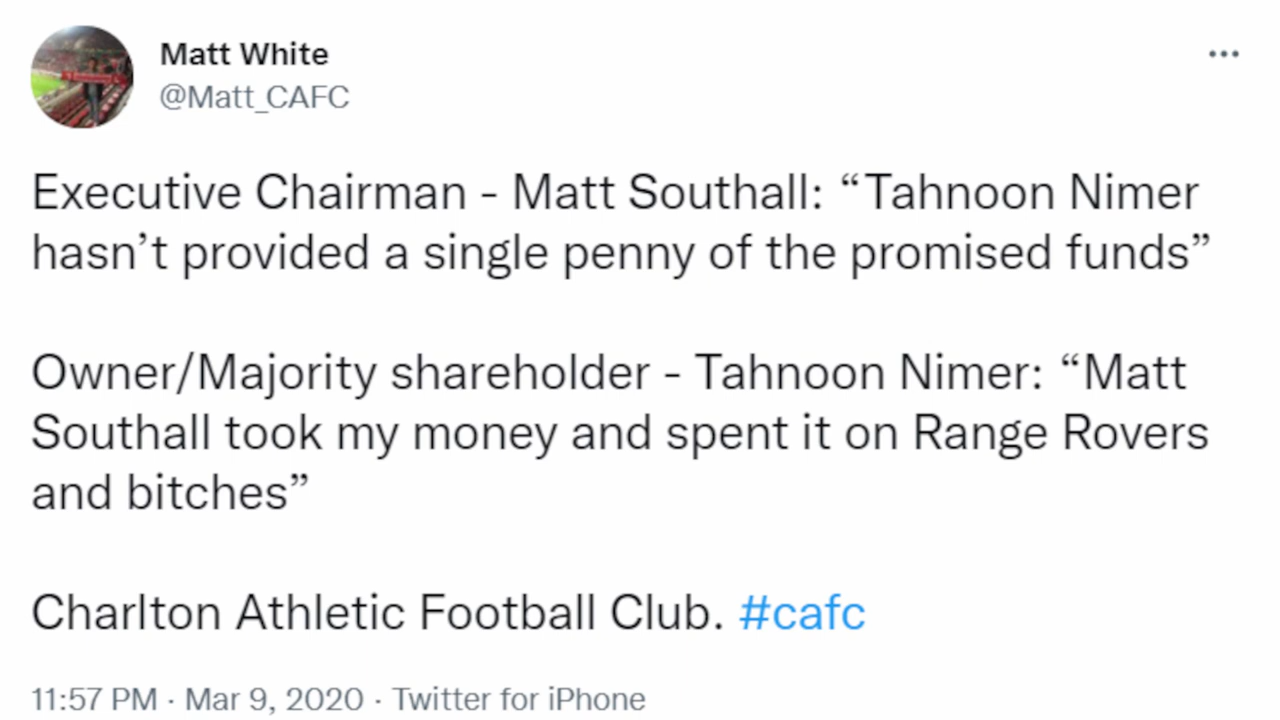 Matt White
@Matt_CAFC
Executive Chairman - Matt Southall: “Tahnoon Nimer
hasn’t provided a single penny of the promised funds”
Owner/Majority shareholder - Tahnoon Nimer: “Matt
Southall took my money and spent it on Range Rovers
and bitches”
Charlton Athletic Football Club. #cafc
11:57 PM · Mar 9, 2020 · Twitter for iPhone